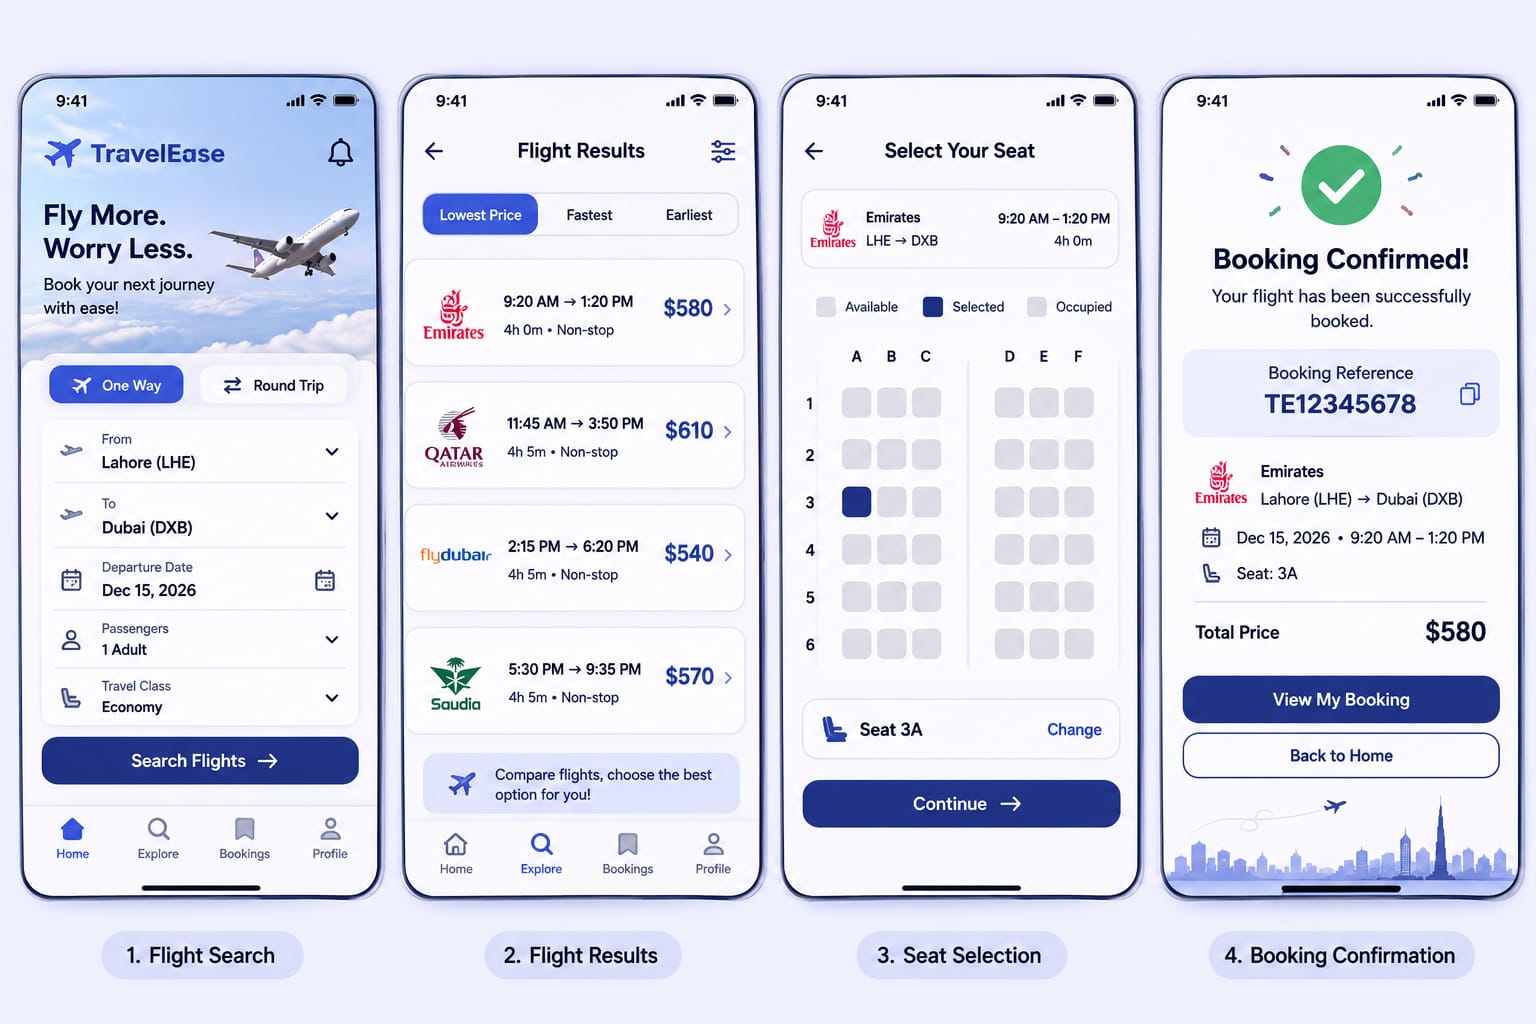 9:41
TravelEase
Fly More.
Worry Less.
Book your next journey
with ease!
One Way
Round Trip
From
Lahore (LHE)
To
Dubai (DXB)
Departure Date
Dec 15, 2026
Passengers
1 Adult
Travel Class
Economy
Search Flights →
Home
Explore
Bookings
Profile
1. Flight Search
9:41
Flight Results
Lowest Price
Fastest
Earliest
Emirates
9:20 AM → 1:20 PM
4h 0m • Non-stop
$580
QATAR
AIRWAYS
11:45 AM → 3:50 PM
4h 5m • Non-stop
$610
flydubai
2:15 PM → 6:20 PM
4h 5m • Non-stop
$540
Saudia
5:30 PM → 9:35 PM
4h 5m • Non-stop
$570
Compare flights, choose the best
option for you!
Home
Explore
Bookings
Profile
2. Flight Results
9:41
Select Your Seat
Emirates
Emirates
LHE → DXB
9:20 AM – 1:20 PM
4h 0m
Available
Selected
Occupied
A B C D E F
1
2
3
4
5
6
Seat 3A
Change
Continue →
3. Seat Selection
9:41
Booking Confirmed!
Your flight has been successfully
booked.
Booking Reference
TE12345678
Emirates
Emirates
Lahore (LHE) → Dubai (DXB)
Dec 15, 2026 • 9:20 AM – 1:20 PM
Seat: 3A
Total Price
$580
View My Booking
Back to Home
4. Booking Confirmation